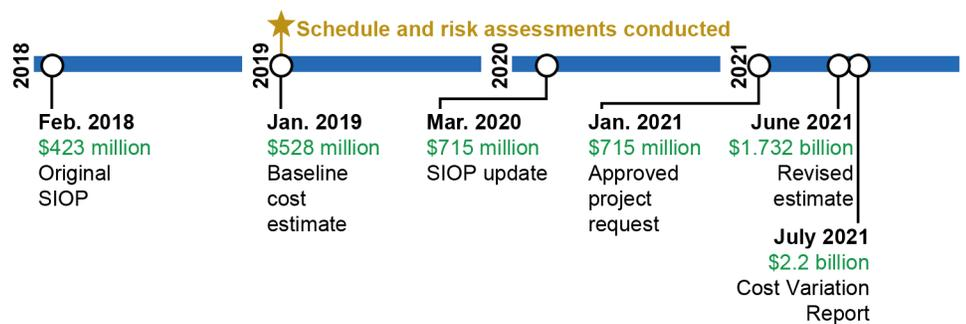 Schedule and risk assessments conducted
2018
2019
2020
2021
Feb. 2018
$423 million
Original
SIOP
Jan. 2019
$528 million
Baseline
cost
estimate
Mar. 2020
$715 million
SIOP update
Jan. 2021
$715 million
Approved
project
request
June 2021
$1.732 billion
Revised
estimate
July 2021
$2.2 billion
Cost Variation
Report